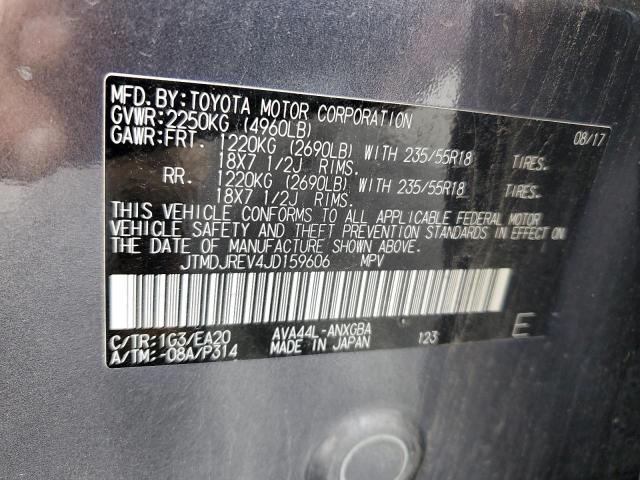 MFD.BY:TOYOTA MOTOR CORPORATION 08/17
GVWR:2250KG (4960LB)
GAWR:FRT. 1220KG (2690LB) WITH 235/55R18 TIRES.
18X7 1/2J RIMS.
RR. 1220KG (2690LB) WITH 235/55R18 TIRES.
18X7 1/2J RIMS.
THIS VEHICLE CONFORMS TO ALL APPLICABLE FEDERAL MOTOR
VEHICLE SAFETY AND THEFT PREVENTION STANDARDS IN EFFECT ON
THE DATE OF MANUFACTURE SHOWN ABOVE.
JTMDJREV4JD159606 MPV
C/TR:1G3/EA20 AVA44L-ANXGBA 123 E
A/TM:-08A/P314 MADE IN JAPAN